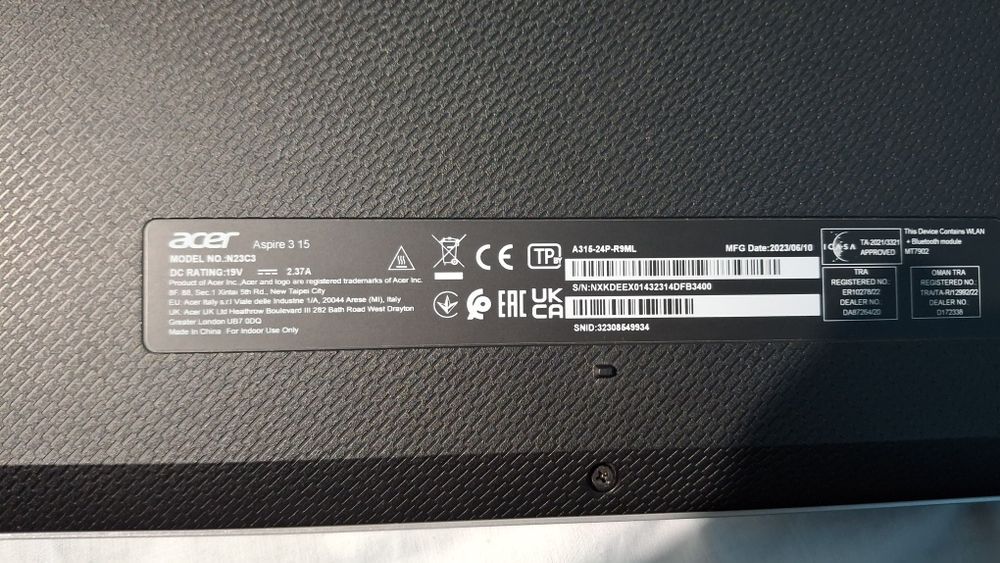 acer Aspire 3 15
MODEL NO.:N23C3
DC RATING:19V 2.37A
Product of Acer Inc.,Acer and logo are registered trademarks of Acer Inc.
8F, 88, Sec.1 Xintai 5th Rd., New Taipei City
EU: Acer Italy s.r.l Viale delle Industrie 1/A, 20044 Arese (MI), Italy
UK: Acer UK Ltd Heathrow Boulevard III 282 Bath Road West Drayton
Greater London UB7 0DQ
Made in China For Indoor Use Only
CE
TP
BY
EAC
UK
CA
A315-24P-R9ML MFG Date:2023/06/10
S/N:NXKDEEX01432314DFB3400
SNID:32308549934
ICASA
TA-2021/3321
APPROVED
This Device Contains WLAN
+ Bluetooth module
MT7902
TRA
REGISTERED NO.:
ER10276/22
DEALER NO.:
DA87264/20
OMAN TRA
REGISTERED NO.:
TRA/TA-R/12992/22
DEALER NO.:
D172338